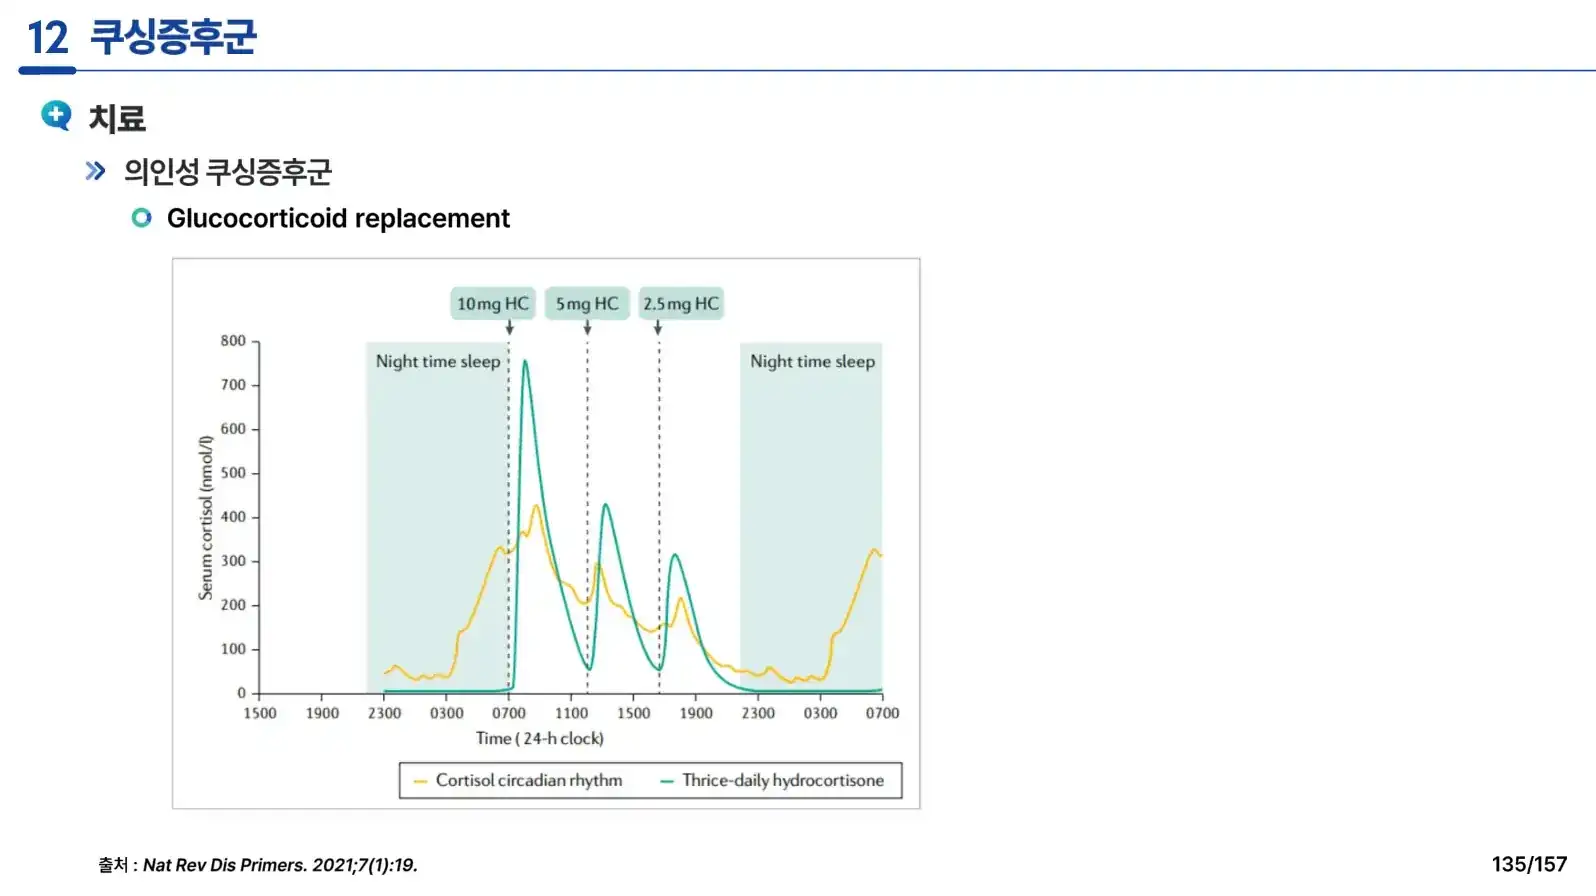 12 쿠싱증후군
치료
의인성 쿠싱증후군
Glucocorticoid replacement
10 mg HC 5 mg HC 2.5 mg HC
Night time sleep Night time sleep
800
700
600
500
400
300
200
100
0
Serum cortisol (nmol/l)
1500 1900 2300 0300 0700 1100 1500 1900 2300 0300 0700
Time ( 24-h clock)
Cortisol circadian rhythm Thrice-daily hydrocortisone
출처 : Nat Rev Dis Primers. 2021;7(1):19.
135/157